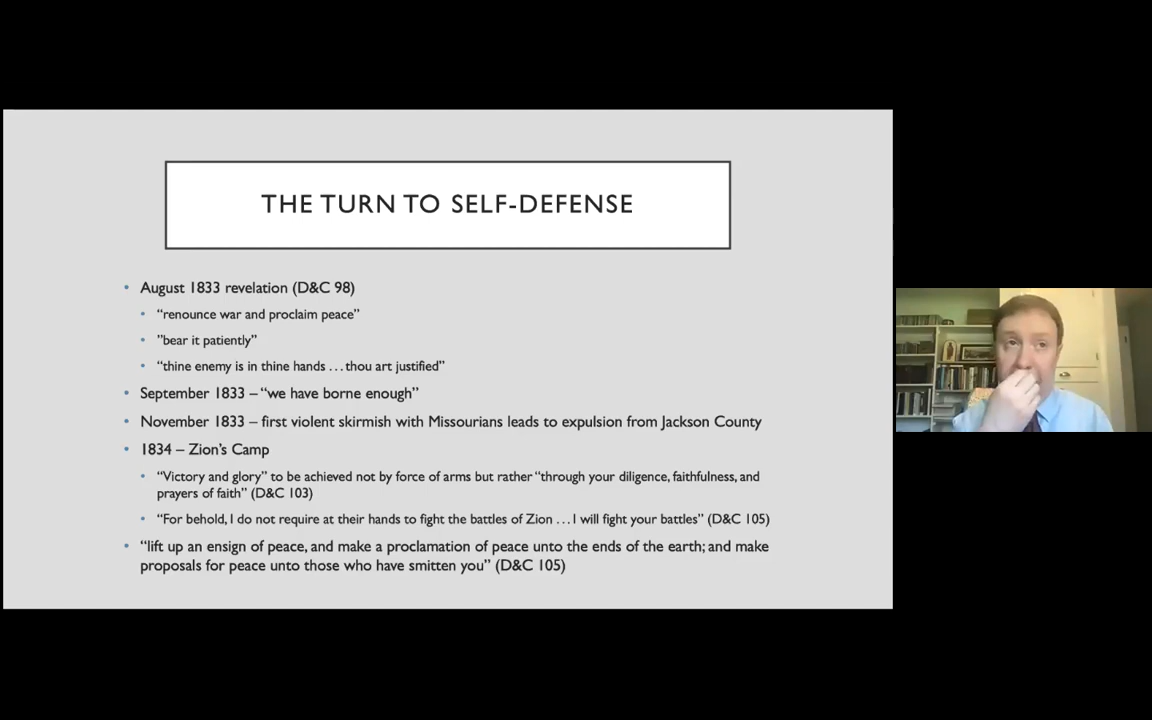 THE TURN TO SELF-DEFENSE
• August 1833 revelation (D&C 98)
• “renounce war and proclaim peace”
• ”bear it patiently”
• “thine enemy is in thine hands . . . thou art justified”
• September 1833 – “we have borne enough”
• November 1833 – first violent skirmish with Missourians leads to expulsion from Jackson County
• 1834 – Zion’s Camp
• “Victory and glory” to be achieved not by force of arms but rather “through your diligence, faithfulness, and
prayers of faith” (D&C 103)
• “For behold, I do not require at their hands to fight the battles of Zion . . . I will fight your battles” (D&C 105)
• “lift up an ensign of peace, and make a proclamation of peace unto the ends of the earth; and make
proposals for peace unto those who have smitten you” (D&C 105)